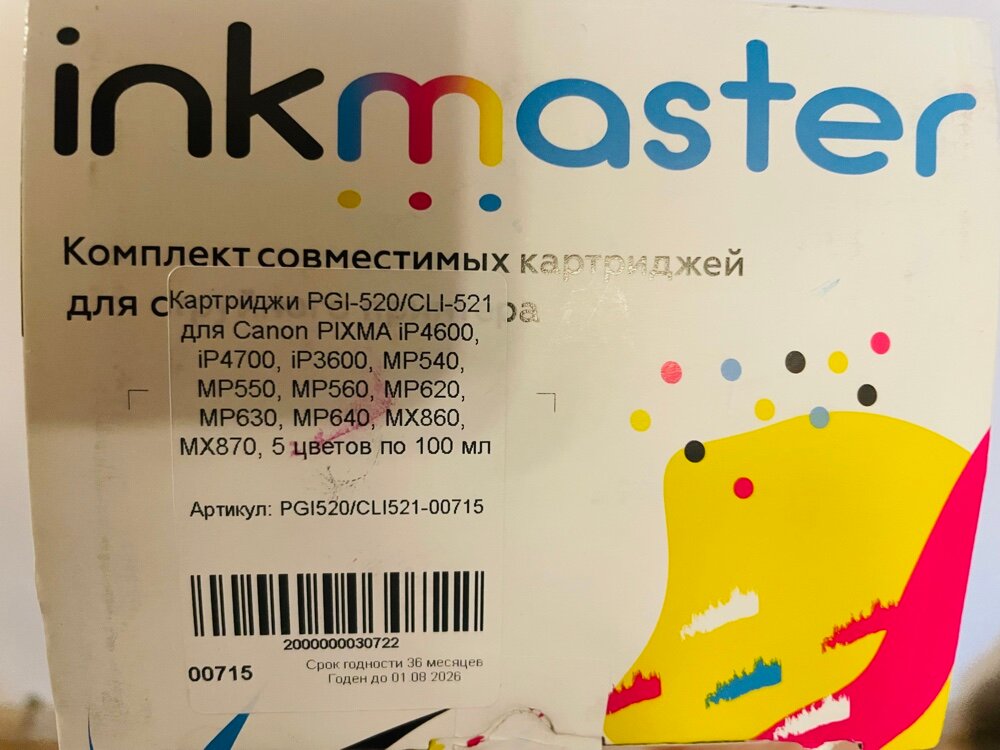 inkmaster
Комплект совместимых картриджей
для
Картриджи PGI-520/CLI-521
для Canon PIXMA iP4600,
iP4700, iP3600, MP540,
MP550, MP560, MP620,
MP630, MP640, MX860,
MX870, 5 цветов по 100 мл
Артикул: PGI520/CLI521-00715
2000000030722
00715
Срок годности 36 месяцев
Годен до 01 08 2026